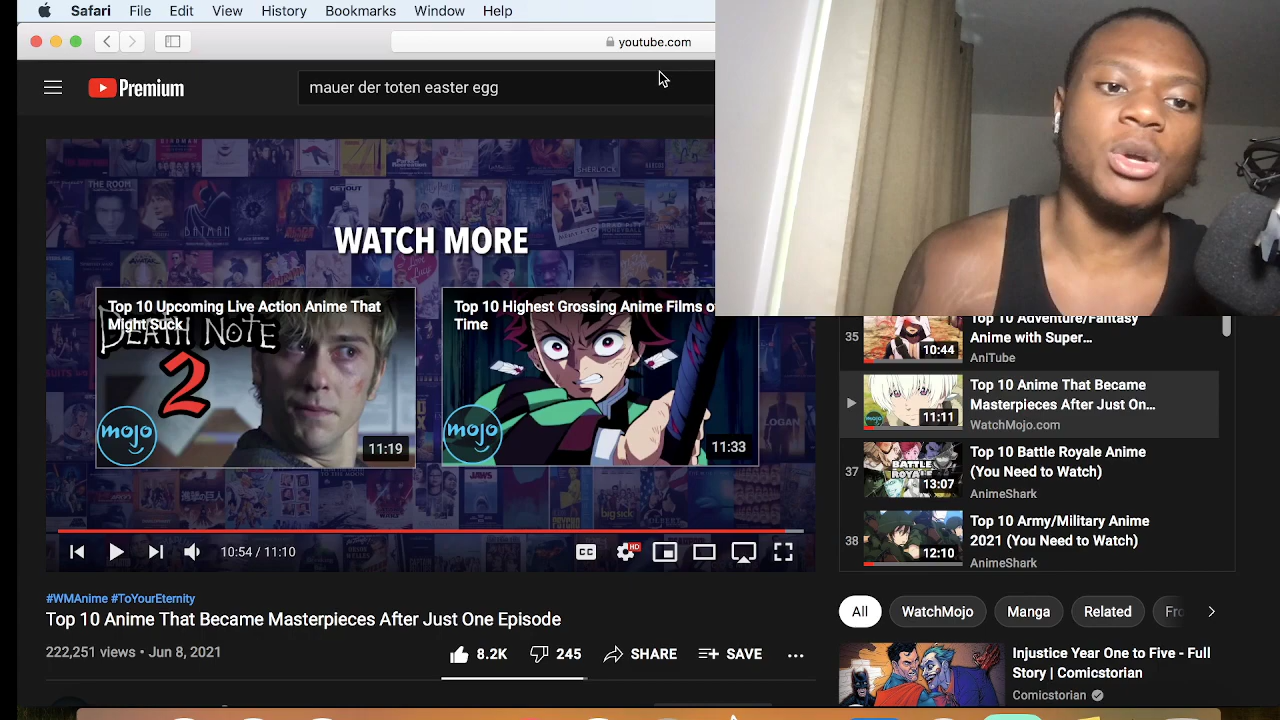 Safari File Edit View History Bookmarks Window Help
youtube.com
Premium
mauer der toten easter egg
WATCH MORE
Top 10 Upcoming Live Action Anime That
Might Suck
DEATH NOTE
2
mojo
11:19
Top 10 Highest Grossing Anime Films o
Time
mojo
11:33
10:54 / 11:10
CC
HD
#WMAnime #ToYourEternity
Top 10 Anime That Became Masterpieces After Just One Episode
222,251 views • Jun 8, 2021
8.2K
245
SHARE
SAVE
35
10:44
Top 10 Adventure/Fantasy
Anime with Super...
AniTube
11:11
Top 10 Anime That Became
Masterpieces After Just On...
WatchMojo.com
37
BATTLE
ROYALE
13:07
Top 10 Battle Royale Anime
(You Need to Watch)
AnimeShark
38
12:10
Top 10 Army/Military Anime
2021 (You Need to Watch)
AnimeShark
All
WatchMojo
Manga
Related
Fro
Injustice Year One to Five - Full
Story | Comicstorian
Comicstorian